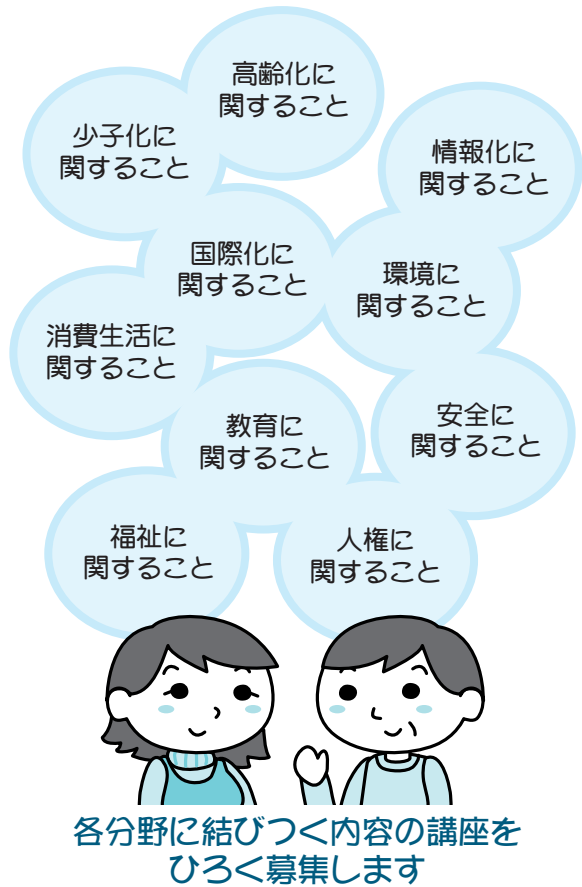 高齢化に
関すること
少子化に
関すること
情報化に
関すること
国際化に
関すること
環境に
関すること
消費生活に
関すること
教育に
関すること
安全に
関すること
福祉に
関すること
人権に
関すること
各分野に結びつく内容の講座を
ひろく募集します